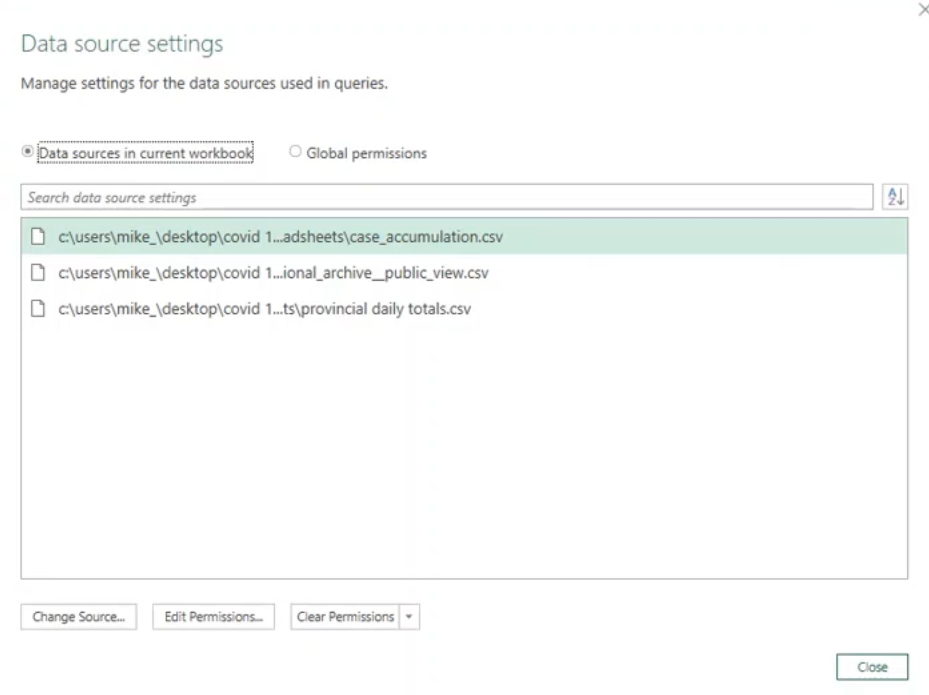 Data source settings
Manage settings for the data sources used in queries.
Data sources in current workbook Global permissions
Search data source settings
c:\users\mike_\desktop\covid 1...adsheets\case_accumulation.csv
c:\users\mike_\desktop\covid 1...ional_archive__public_view.csv
c:\users\mike_\desktop\covid 1...ts\provincial daily totals.csv
Change Source... Edit Permissions... Clear Permissions
Close